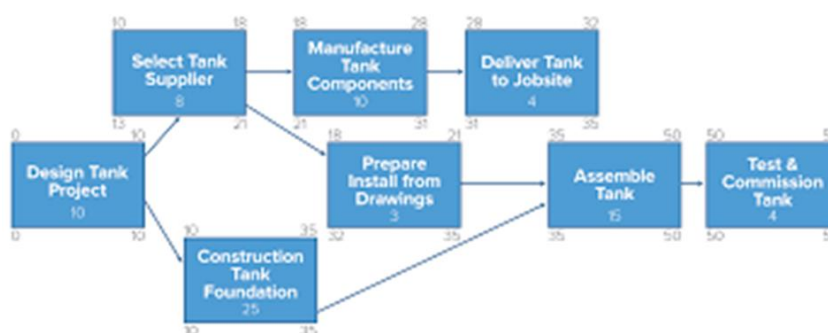 10 18
Select Tank
Supplier
8
13 21
18 28
Manufacture
Tank
Components
10
21 31
28 32
Deliver Tank
to Jobsite
4
31 35
0 10
Design Tank
Project
10
0 10
18 21
Prepare
Install from
Drawings
3
32 35
35 50
Assemble
Tank
15
35 50
50
Test &
Commission
Tank
4
50
10 35
Construction
Tank
Foundation
25
10 35